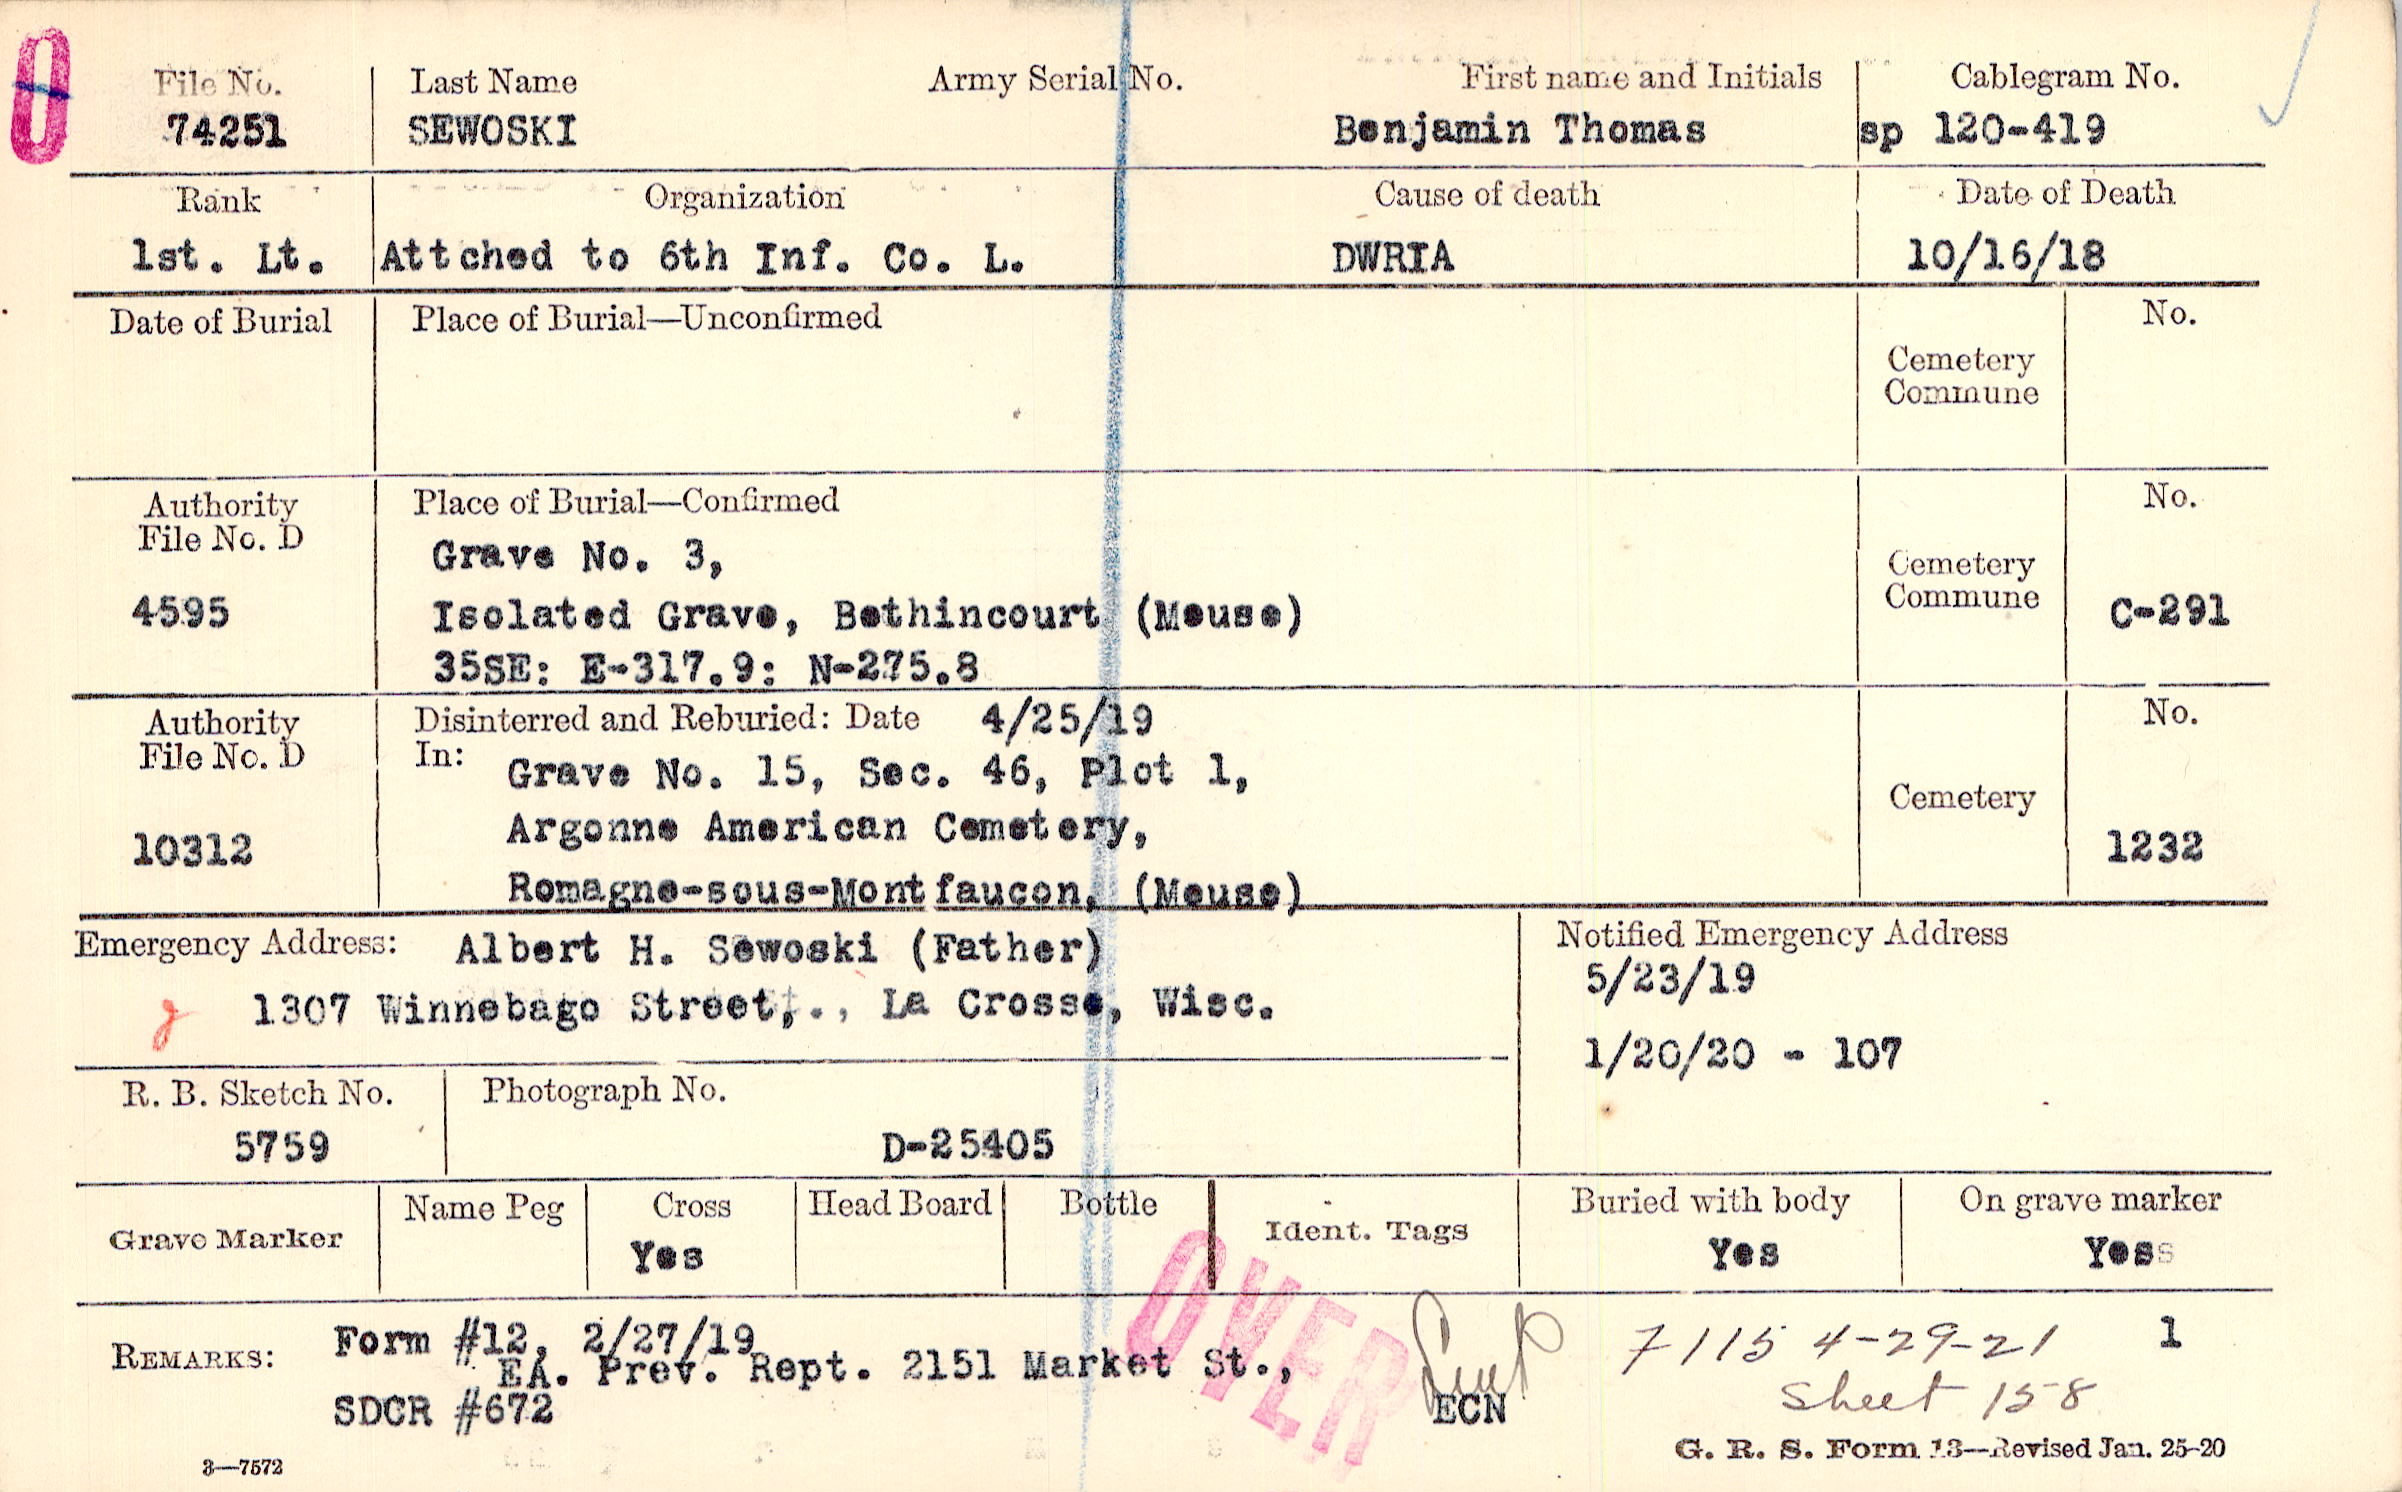 0
File No. Last Name Army Serial No. First name and Initials Cablegram No.
74251 SEWOSKI Benjamin Thomas sp 120-419
Rank Organization Cause of death Date of Death
1st. Lt. Attched to 6th Inf. Co. L. DWRIA 10/16/18
Date of Burial Place of Burial—Unconfirmed No.
Cemetery
Commune
Authority Place of Burial—Confirmed No.
File No. D
Grave No. 3,
Cemetery
Commune
4595 Isolated Grave, Bethincourt (Meuse) C-291
35SE: E-317.9: N-275.8
Authority Disinterred and Reburied: Date 4/25/19 No.
File No. D In:
Grave No. 15, Sec. 46, Plot 1,
Cemetery
Argonne American Cemetery,
10312 1232
Romagne-sous-Montfaucon, (Meuse)
Emergency Address: Albert H. Sewoski (Father) Notified Emergency Address
5/23/19
1307 Winnebago Street,., La Crosse, Wisc.
1/20/20 - 107
R. B. Sketch No. Photograph No.
5759 D-25405
Grave Marker Name Peg Cross Head Board Bottle Ident. Tags Buried with body On grave marker
Yes Yes Yess
OVER
REMARKS: Form #12, 2/27/19 7115 4-29-21 1
EA. Prev. Rept. 2151 Market St.,
Sheet 158
SDCR #672 ECN
3—7572 G. R. S. Form 13—Revised Jan. 25-20